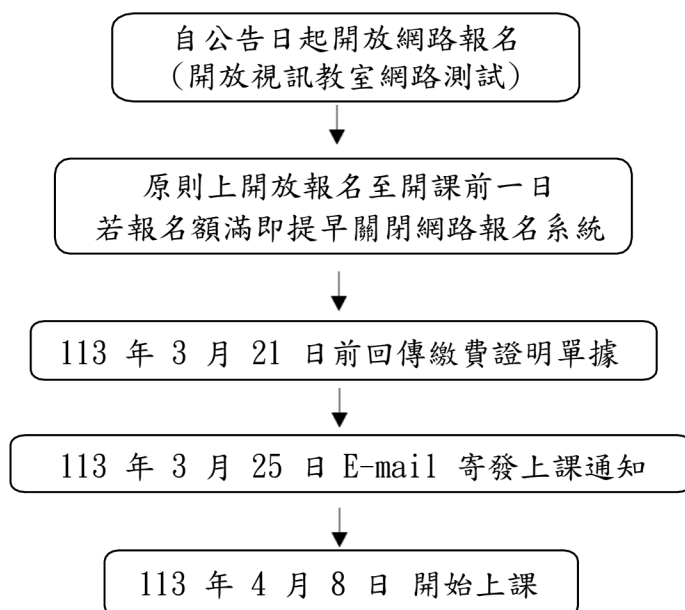 自公告日起開放網路報名
(開放視訊教室網路測試)
原則上開放報名至開課前一日
若報名額滿即提早關閉網路報名系統
113 年 3 月 21 日前回傳繳費證明單據
113 年 3 月 25 日 E-mail 寄發上課通知
113 年 4 月 8 日 開始上課